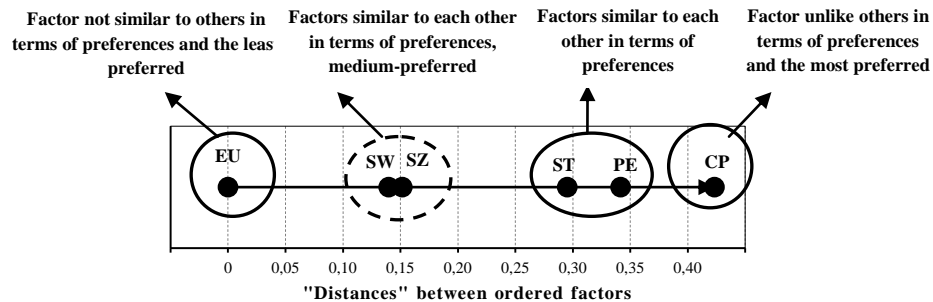 Factor not similar to others in
terms of preferences and the leas
preferred
Factors similar to each other
in terms of preferences,
medium-preferred
Factors similar to each
other in terms of
preferences
Factor unlike others in
terms of preferences
and the most preferred
EU
SW
SZ
ST
PE
CP
0
0,05
0,10
0,15
0,20
0,25
0,30
0,35
0,40
"Distances" between ordered factors